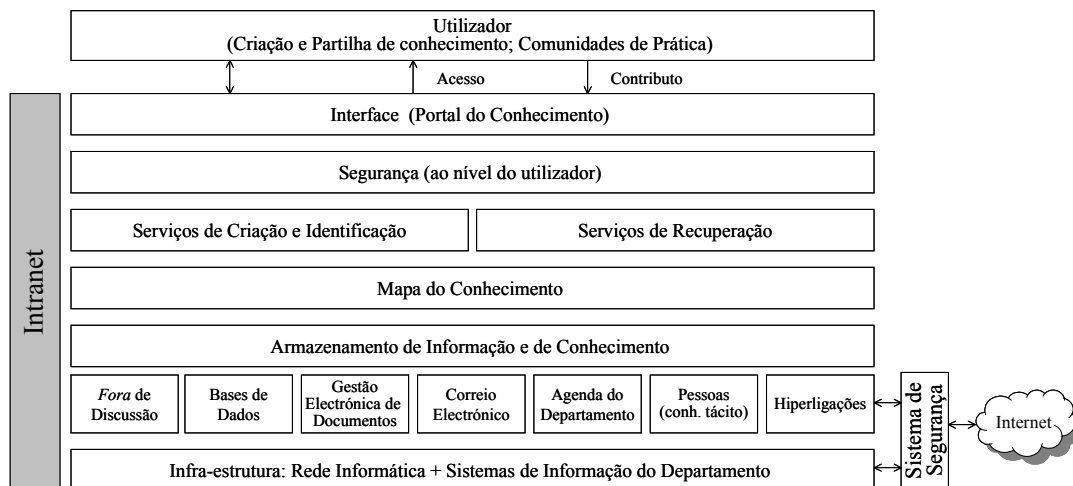 Utilizador
(Criação e Partilha de conhecimento; Comunidades de Prática)
Acesso
Contributo
Intranet
Interface (Portal do Conhecimento)
Segurança (ao nível do utilizador)
Serviços de Criação e Identificação
Serviços de Recuperação
Mapa do Conhecimento
Armazenamento de Informação e de Conhecimento
Fora de
Discussão
Bases de
Dados
Gestão
Electrónica de
Documentos
Correio
Electrónico
Agenda do
Departamento
Pessoas
(conh. tácito)
Hiperligações
Sistema de
Segurança
Internet
Infra-estrutura: Rede Informática + Sistemas de Informação do Departamento